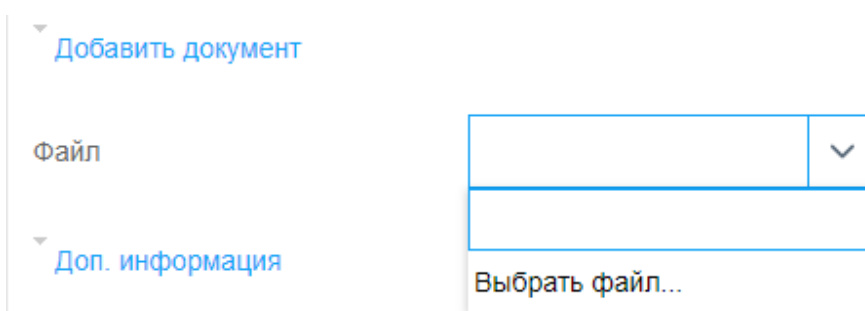 Добавить документ
Файл
Доп. информация
Выбрать файл...